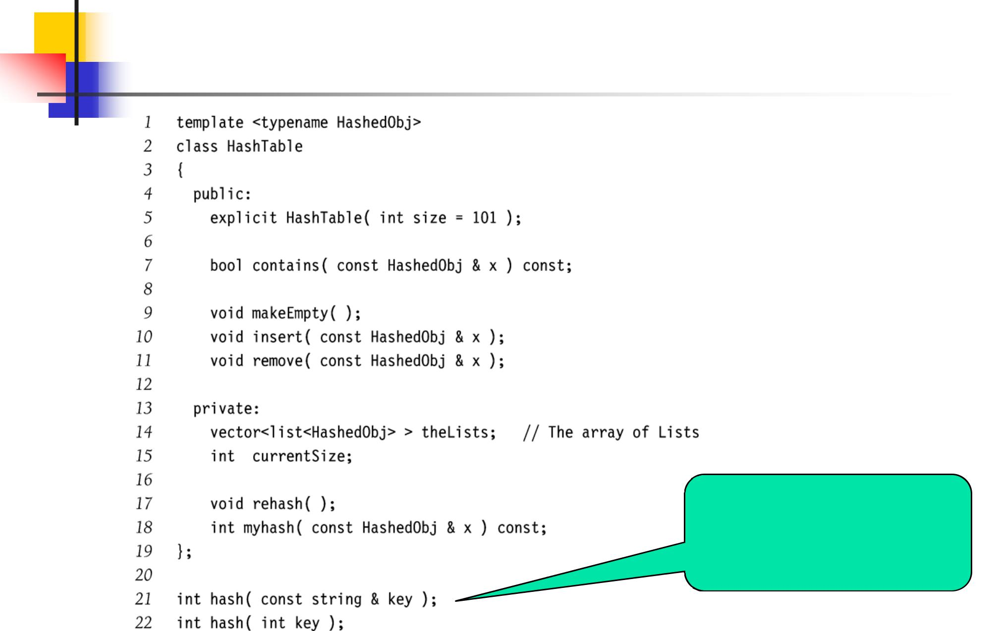 1 template <typename HashedObj>
2 class HashTable
3 {
4 public:
5 explicit HashTable( int size = 101 );
6
7 bool contains( const HashedObj & x ) const;
8
9 void makeEmpty( );
10 void insert( const HashedObj & x );
11 void remove( const HashedObj & x );
12
13 private:
14 vector<list<HashedObj> > theLists; // The array of Lists
15 int currentSize;
16
17 void rehash( );
18 int myhash( const HashedObj & x ) const;
19 };
20
21 int hash( const string & key );
22 int hash( int key );